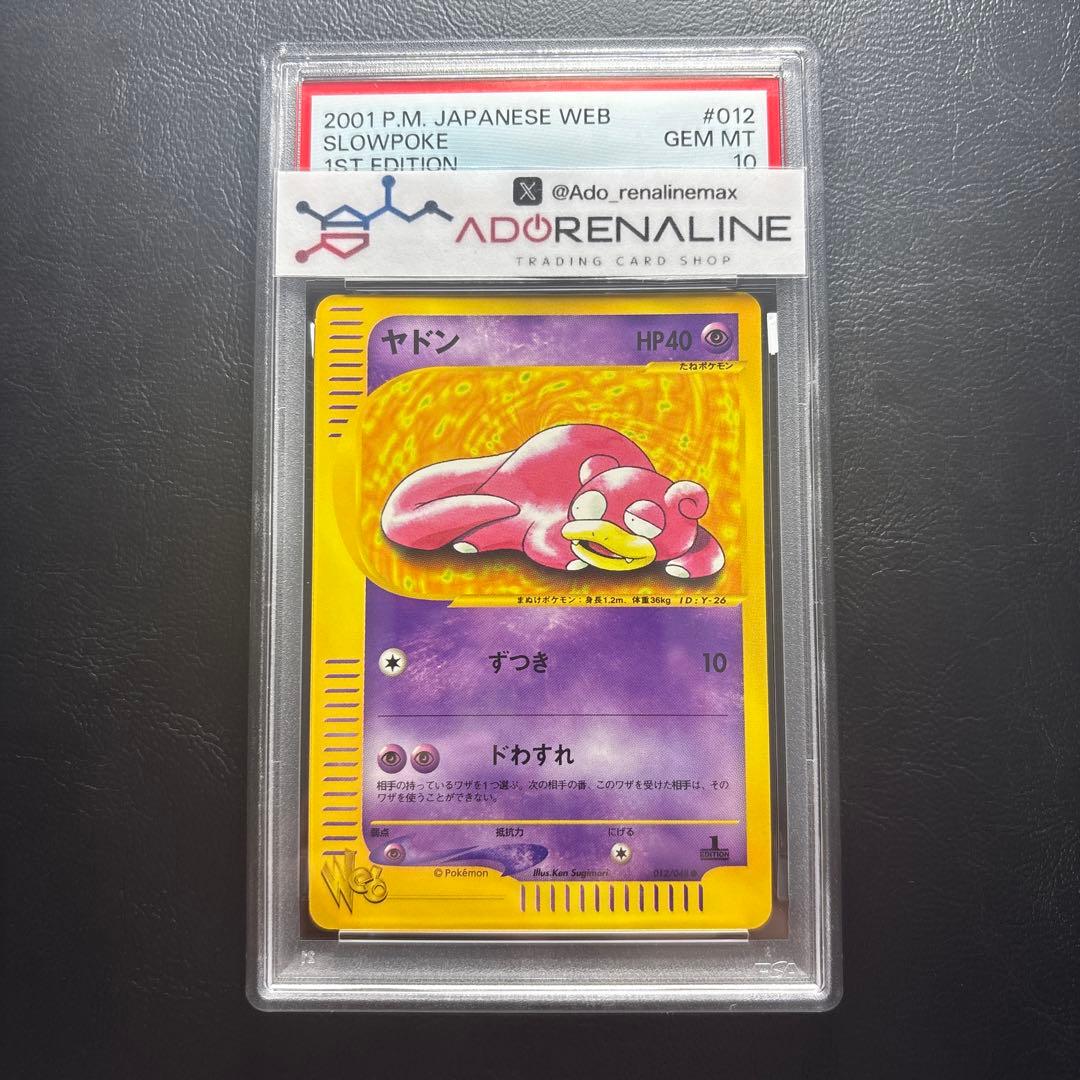 2001 P.M. JAPANESE WEB #012
SLOWPOKE GEM MT
1ST EDITION 10
@Ado_renalinemax
ADORENALINE
TRADING CARD SHOP
ヤドン HP40
たねポケモン
まぬけポケモン：身長1.2m、体重36kg ID:Y-26
ずつき 10
ドわすれ
相手の持っているワザを1つ選ぶ。次の相手の番、このワザを受けた相手は、その
ワザを使うことができない。
弱点 抵抗力 にげる
1
EDITION
Web
©Pokémon Illus.Ken Sugimori 012/048
PSA